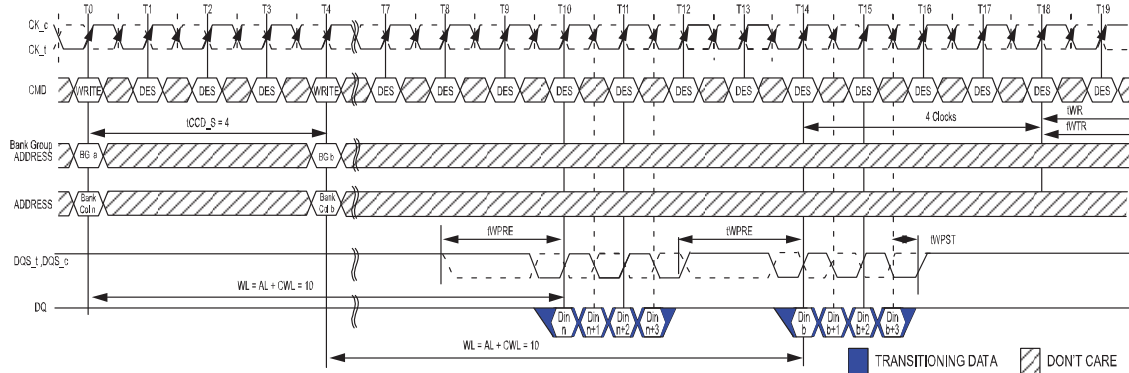 T0 T1 T2 T3 T4 T7 T8 T9 T10 T11 T12 T13 T14 T15 T16 T17 T18 T19
CK_c
CK_t
CMD WRITE DES DES DES WRITE DES DES DES DES DES DES DES DES DES DES DES DES DES
tCCD_S = 4 4 Clocks tWR
tWTR
Bank Group
ADDRESS BG a BG b
ADDRESS Bank Col n Bank Col b
tWPRE tWPRE tWPST
DQS_t ,DQS_c
WL = AL + CWL = 10
DQ Din n Din n+1 Din n+2 Din n+3 Din b Din b+1 Din b+2 Din b+3
WL = AL + CWL = 10
TRANSITIONING DATA DON'T CARE